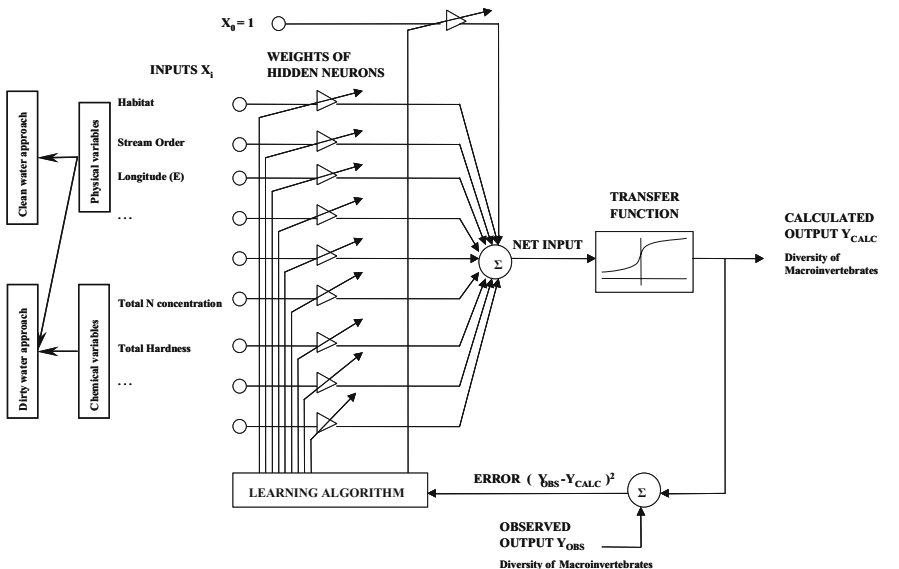 X0 = 1
WEIGHTS OF
HIDDEN NEURONS
INPUTS Xi
Clean water approach
Physical variables
Habitat
Stream Order
Longitude (E)
...
Dirty water approach
Chemical variables
Total N concentration
Total Hardness
...
Σ
NET INPUT
TRANSFER
FUNCTION
CALCULATED
OUTPUT YCALC
Diversity of
Macroinvertebrates
LEARNING ALGORITHM
ERROR ( YOBS -YCALC )2
Σ
OBSERVED
OUTPUT YOBS
Diversity of Macroinvertebrates